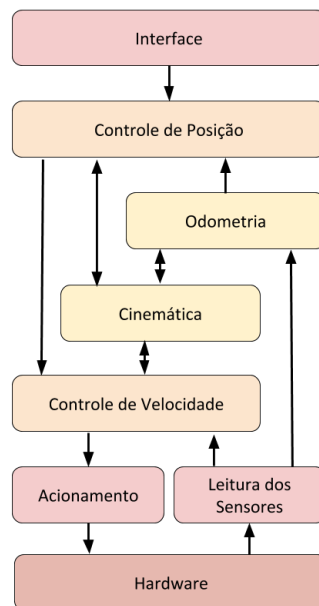 Interface
Controle de Posição
Odometria
Cinemática
Controle de Velocidade
Acionamento
Leitura dos
Sensores
Hardware